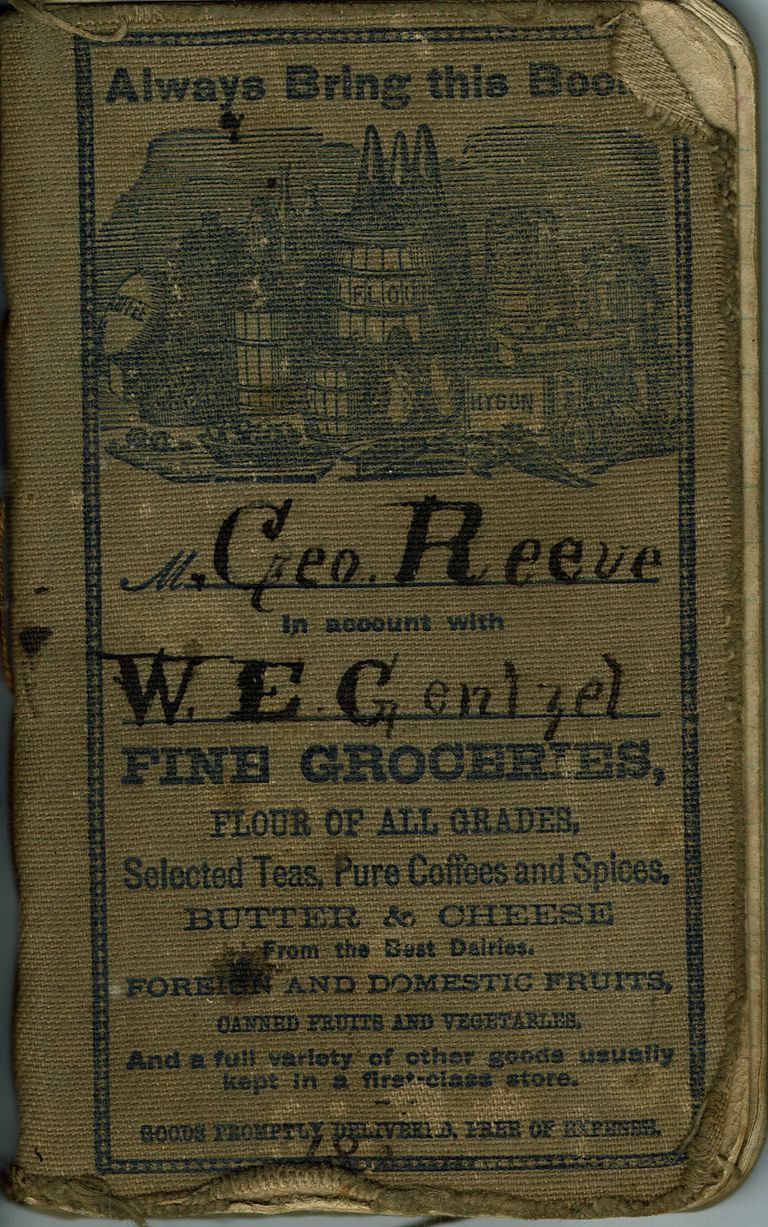 Always Bring this Boo
FLOU
HYSON
M. Geo. Reeve
In account with
W. E. Gentzel
FINE GROCERIES,
FLOUR OF ALL GRADES,
Selected Teas, Pure Coffees and Spices,
BUTTER & CHEESE
From the Best Dairies.
FOREIGN AND DOMESTIC FRUITS,
CANNED FRUITS AND VEGETABLES,
And a full variety of other goods usually
kept in a first-class store.
GOODS PROMPTLY DELIVERED, FREE OF EXPENSE.